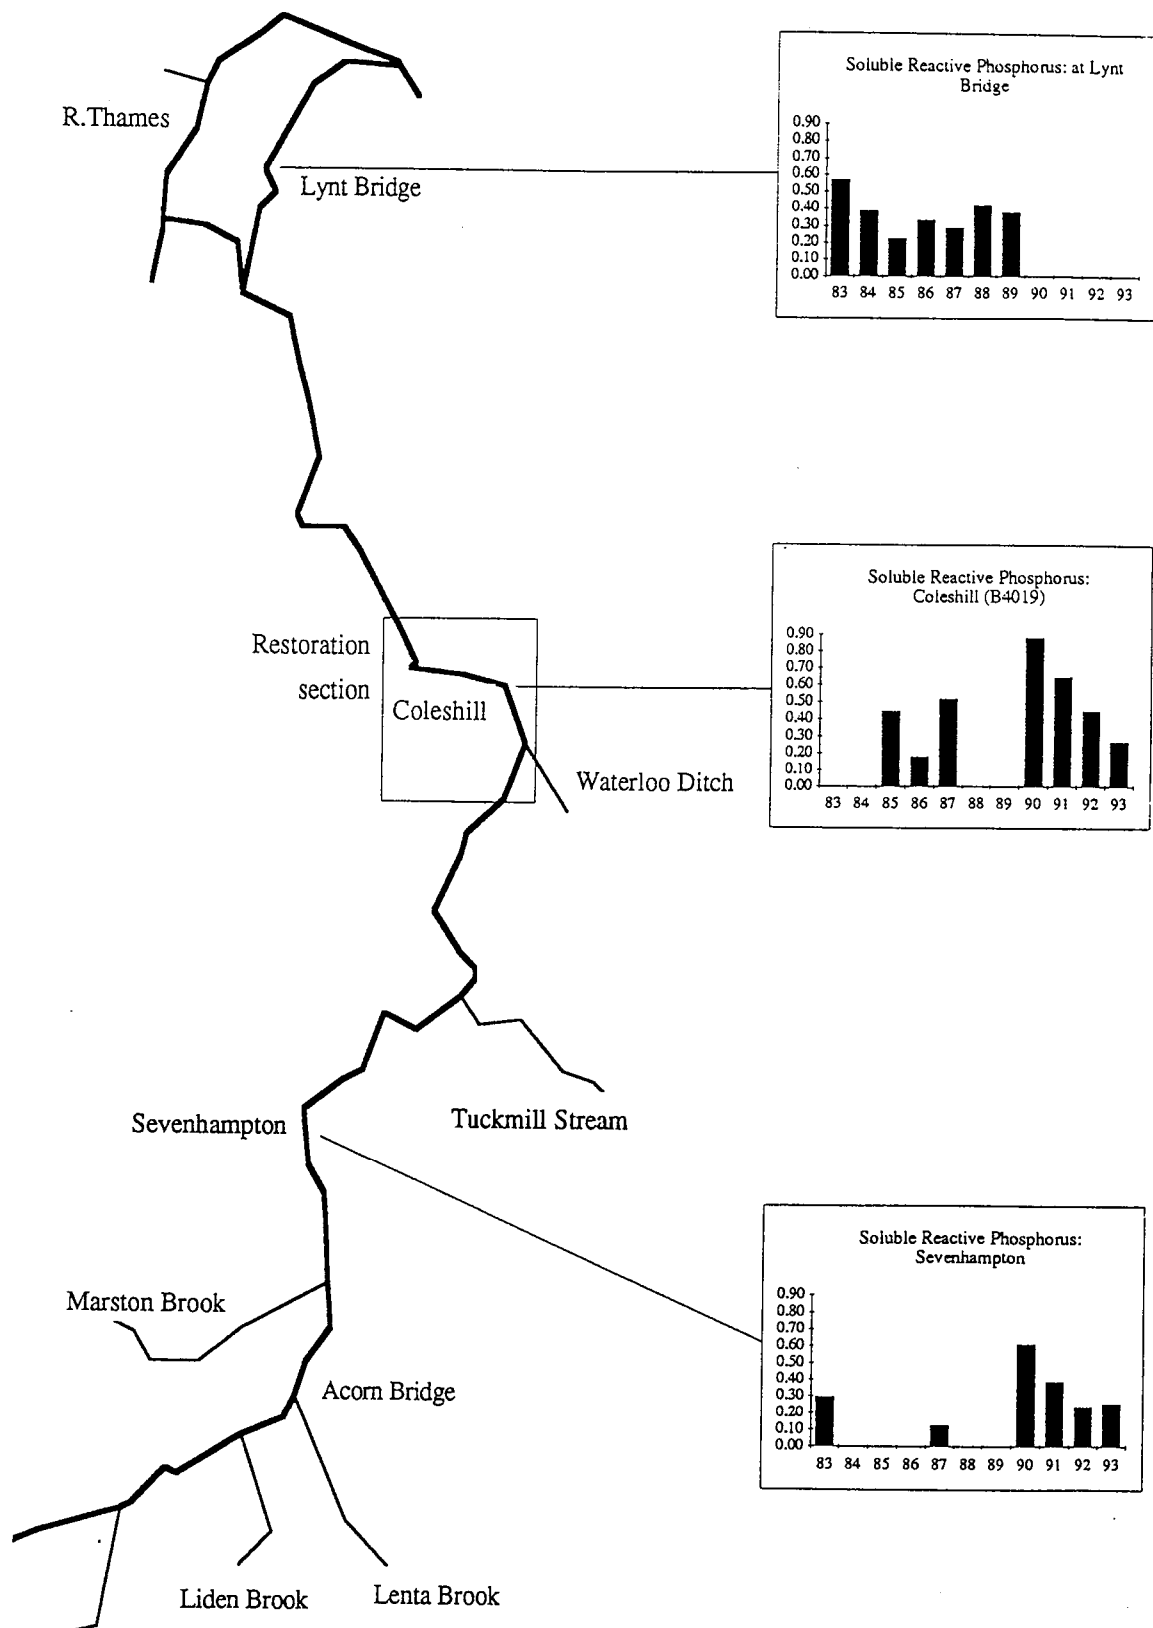 Soluble Reactive Phosphorus: at Lynt
Bridge
0.90
0.80
0.70
0.60
0.50
0.40
0.30
0.20
0.10
0.00
83 84 85 86 87 88 89 90 91 92 93
R.Thames
Lynt Bridge
Soluble Reactive Phosphorus:
Coleshill (B4019)
0.90
0.80
0.70
0.60
0.50
0.40
0.30
0.20
0.10
0.00
83 84 85 86 87 88 89 90 91 92 93
Restoration
section
Coleshill
Waterloo Ditch
Sevenhampton
Tuckmill Stream
Soluble Reactive Phosphorus:
Sevenhampton
0.90
0.80
0.70
0.60
0.50
0.40
0.30
0.20
0.10
0.00
83 84 85 86 87 88 89 90 91 92 93
Marston Brook
Acorn Bridge
Liden Brook
Lenta Brook